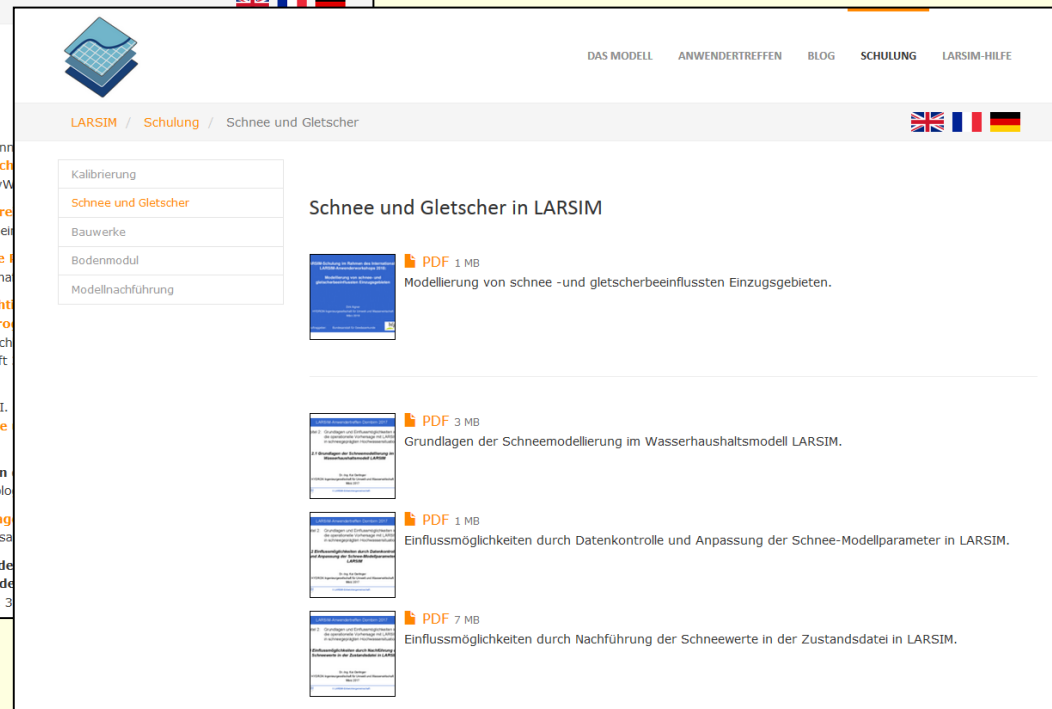 DAS MODELL ANWENDERTREFFEN BLOG SCHULUNG LARSIM-HILFE
LARSIM / Schulung / Schnee und Gletscher
Kalibrierung
Schnee und Gletscher
Bauwerke
Bodenmodul
Modellnachführung
Schnee und Gletscher in LARSIM
PDF 1 MB
Modellierung von schnee -und gletscherbeeinflussten Einzugsgebieten.
PDF 3 MB
Grundlagen der Schneemodellierung im Wasserhaushaltsmodell LARSIM.
PDF 1 MB
Einflussmöglichkeiten durch Datenkontrolle und Anpassung der Schnee-Modellparameter in LARSIM.
PDF 7 MB
Einflussmöglichkeiten durch Nachführung der Schneewerte in der Zustandsdatei in LARSIM.